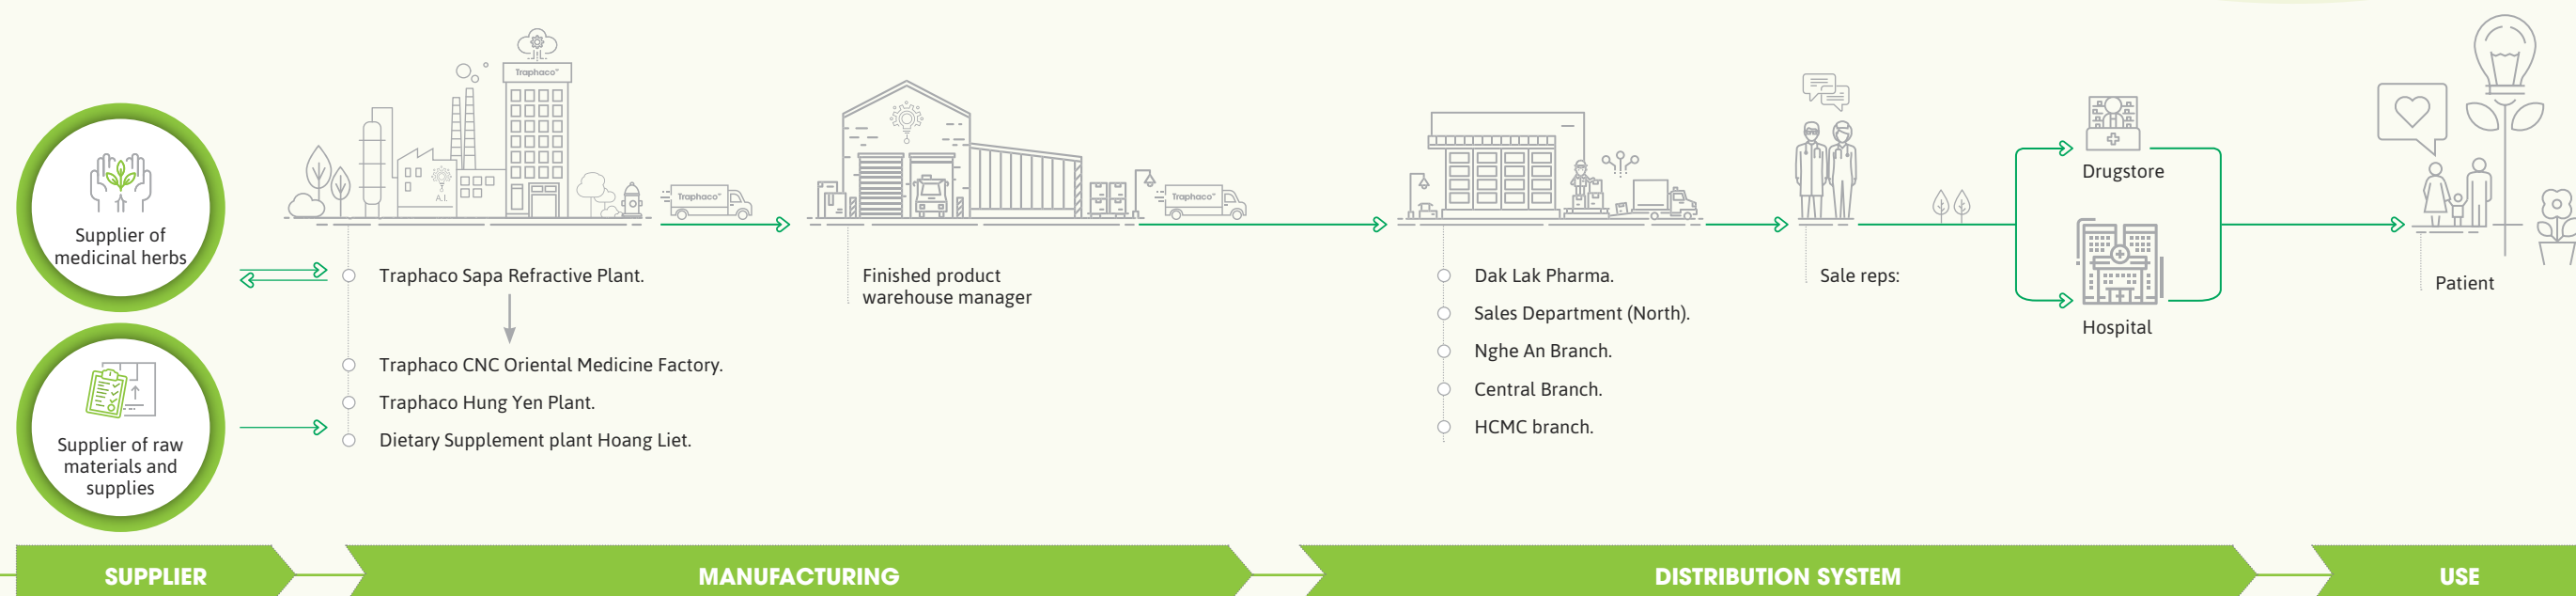 Traphaco
Supplier of
medicinal herbs
Supplier of raw
materials and
supplies
A.I.
Traphaco
Traphaco Sapa Refractive Plant.
Traphaco CNC Oriental Medicine Factory.
Traphaco Hung Yen Plant.
Dietary Supplement plant Hoang Liet.
Finished product
warehouse manager
Traphaco
Dak Lak Pharma.
Sales Department (North).
Nghe An Branch.
Central Branch.
HCMC branch.
Sale reps:
Drugstore
Hospital
Patient
SUPPLIER
MANUFACTURING
DISTRIBUTION SYSTEM
USE